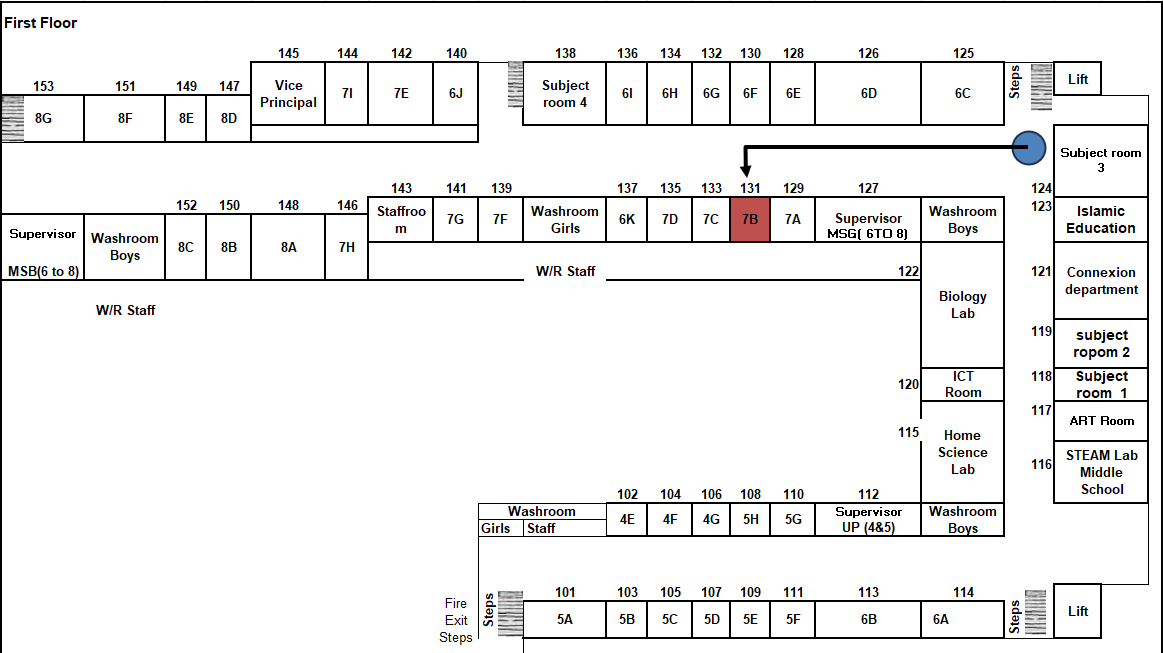 First Floor
145 144 142 140 138 136 134 132 130 128 126 125
153 151 149 147
Vice
Principal
7I 7E 6J
Subject
room 4
6I 6H 6G 6F 6E 6D 6C
Steps
Lift
8G 8F 8E 8D
Subject room
3
124
143 141 139 137 135 133 131 129 127
123
152 150 148 146
Staffroo
m
7G 7F
Washroom
Girls
6K 7D 7C 7B 7A
Supervisor
MSG( 6TO 8)
Washroom
Boys
Islamic
Education
Supervisor
MSB(6 to 8)
Washroom
Boys
8C 8B 8A 7H
W/R Staff
122
121
Connexion
department
W/R Staff
Biology
Lab
119
subject
ropom 2
120
ICT
Room
118
Subject
room 1
117
ART Room
115
Home
Science
Lab
116
STEAM Lab
Middle
School
102 104 106 108 110 112
Washroom
Girls Staff
4E 4F 4G 5H 5G
Supervisor
UP (4&5)
Washroom
Boys
101 103 105 107 109 111 113 114
Fire
Exit
Steps
Steps
5A 5B 5C 5D 5E 5F 6B 6A
Steps
Lift